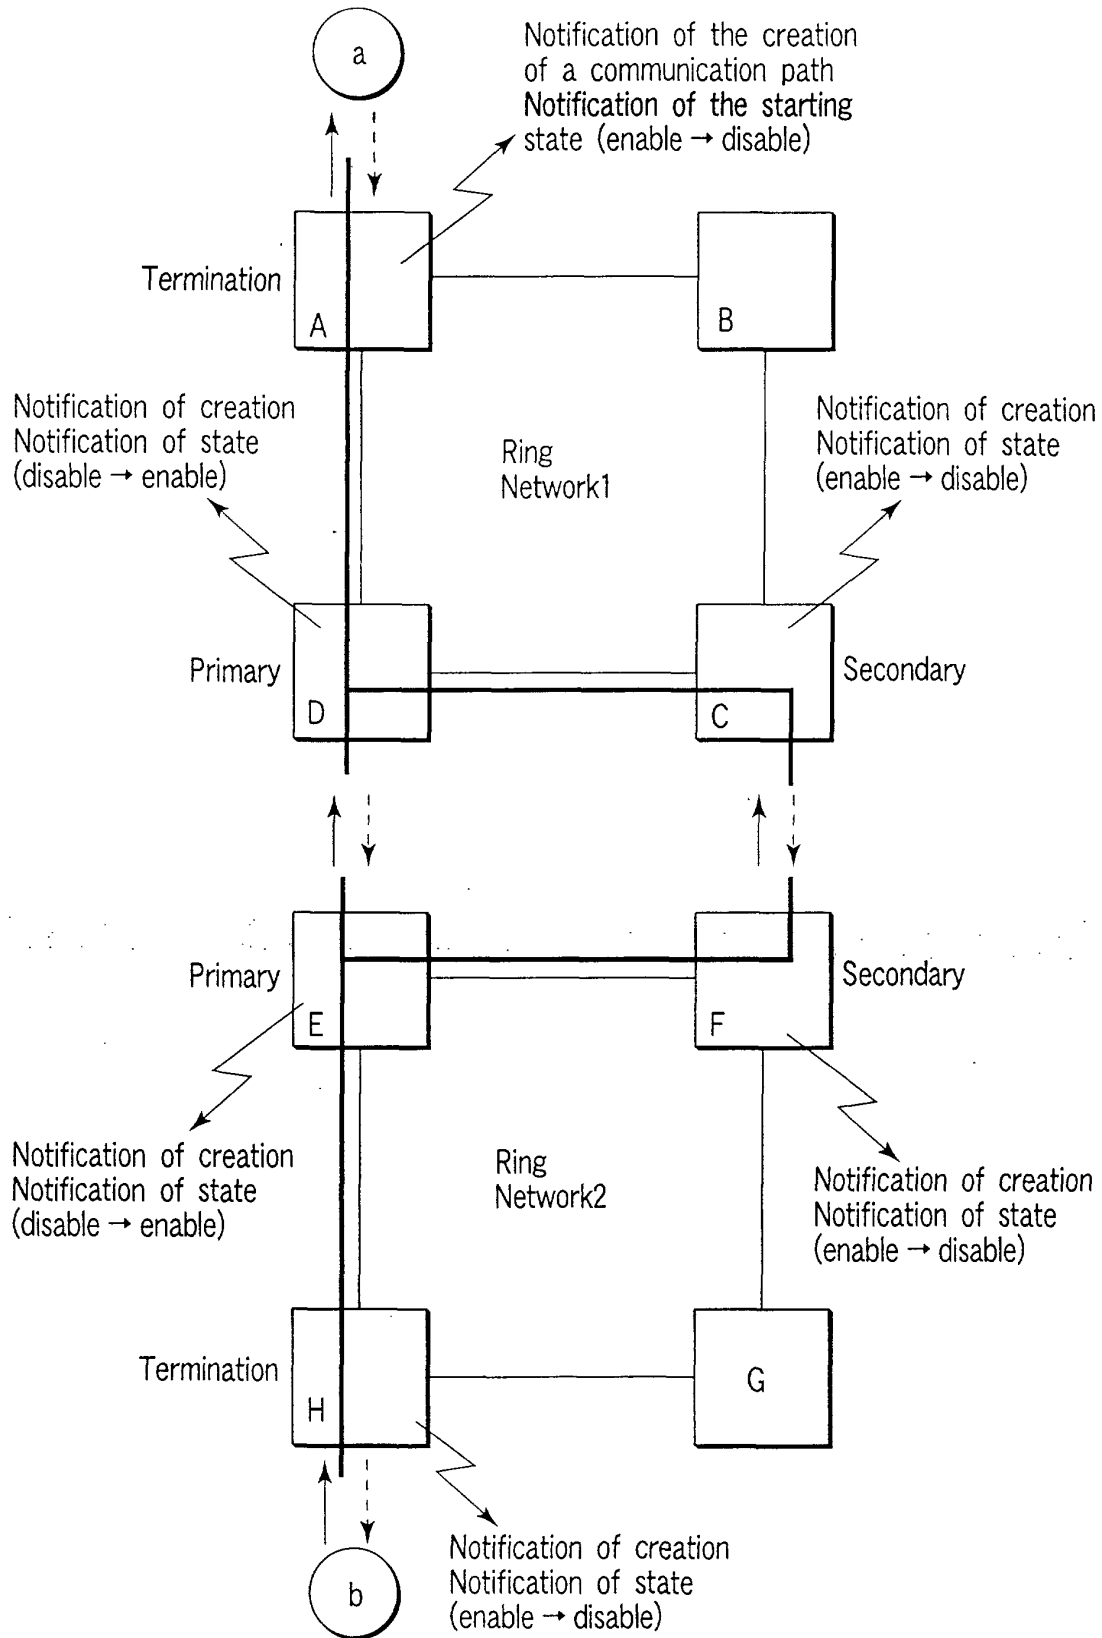 a
Notification of the creation
of a communication path
Notification of the starting
state (enable → disable)
Termination
A
B
Notification of creation
Notification of state
(disable → enable)
Ring
Network1
Notification of creation
Notification of state
(enable → disable)
Primary
D
C
Secondary
Primary
E
F
Secondary
Notification of creation
Notification of state
(disable → enable)
Ring
Network2
Notification of creation
Notification of state
(enable → disable)
Termination
H
G
b
Notification of creation
Notification of state
(enable → disable)